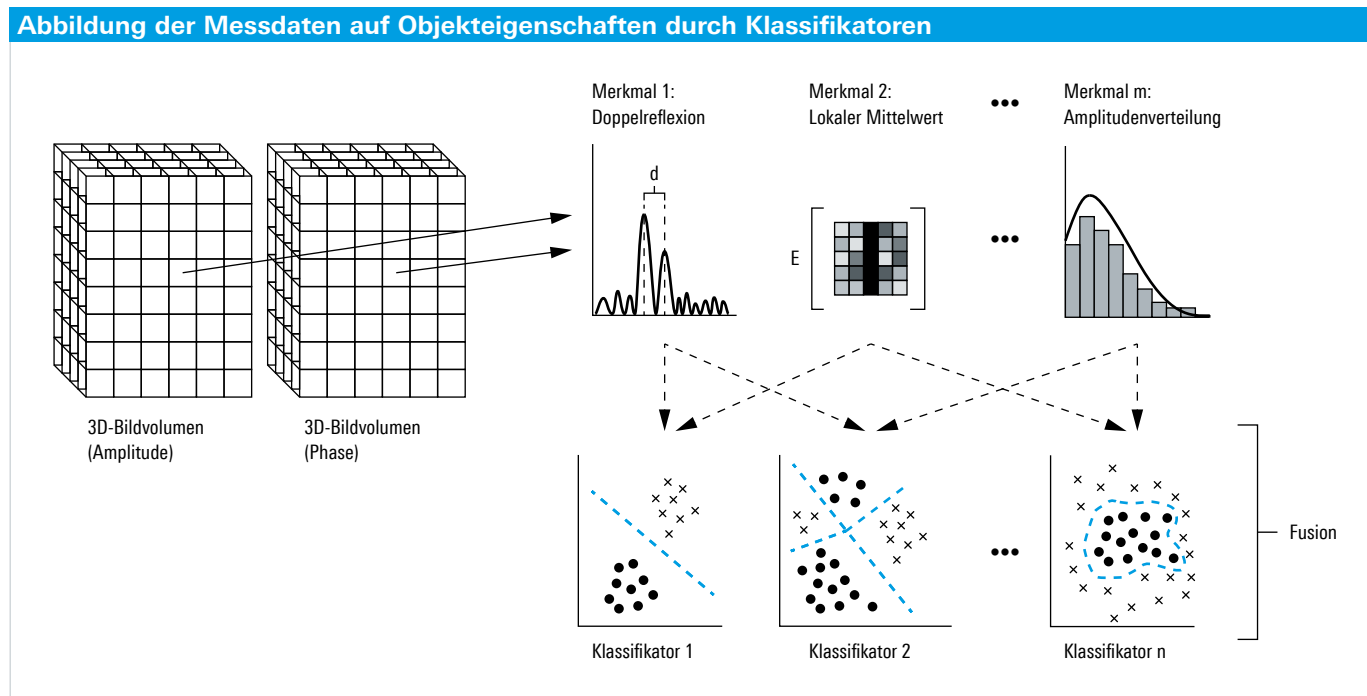 Abbildung der Messdaten auf Objekteigenschaften durch Klassifikatoren
Merkmal 1:
Doppelreflexion
Merkmal 2:
Lokaler Mittelwert
•••
Merkmal m:
Amplitudenverteilung
d
E
•••
3D-Bildvolumen
(Amplitude)
3D-Bildvolumen
(Phase)
•••
Fusion
Klassifikator 1
Klassifikator 2
Klassifikator n